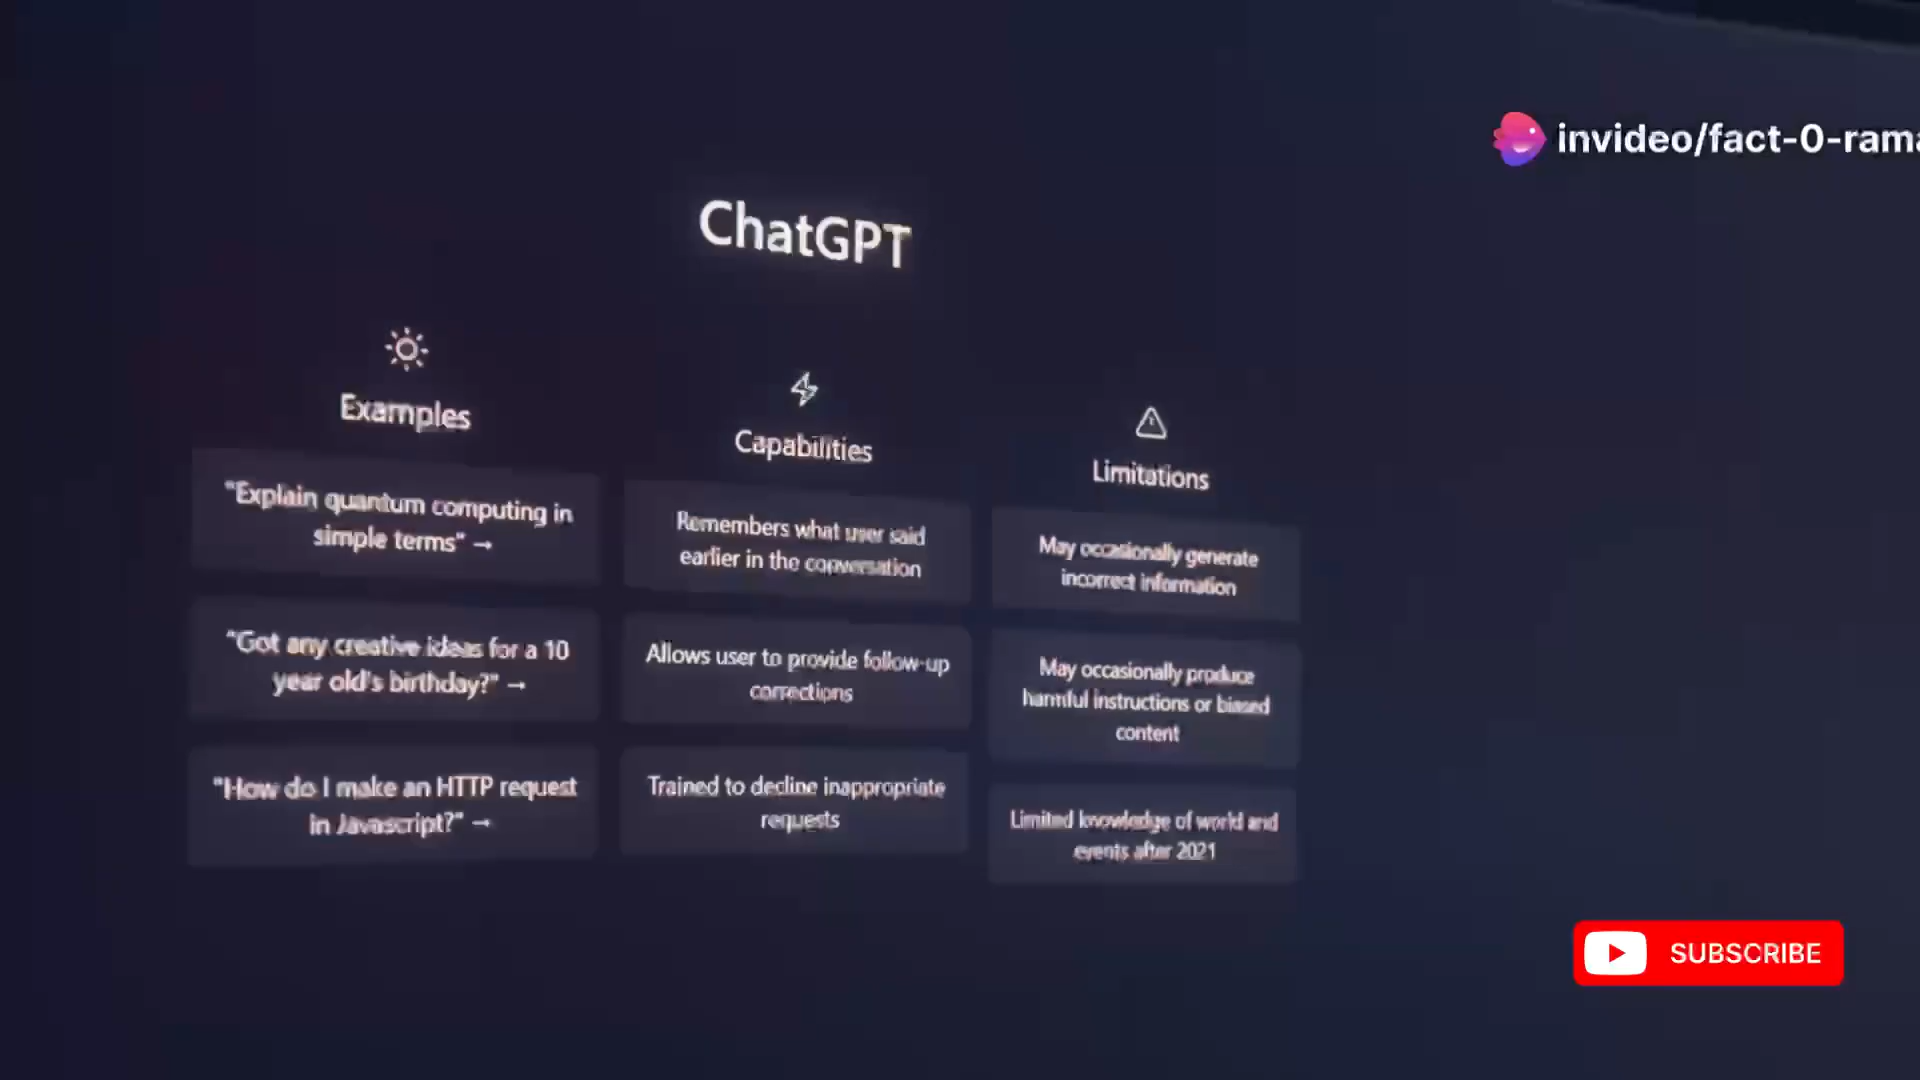 invideo/fact-0-rama
ChatGPT
Examples
"Explain quantum computing in
simple terms" →
"Got any creative ideas for a 10
year old's birthday?" →
"How do I make an HTTP request
in Javascript?" →
Capabilities
Remembers what user said
earlier in the conversation
Allows user to provide follow-up
corrections
Trained to decline inappropriate
requests
Limitations
May occasionally generate
incorrect information
May occasionally produce
harmful instructions or biased
content
Limited knowledge of world and
events after 2021
SUBSCRIBE